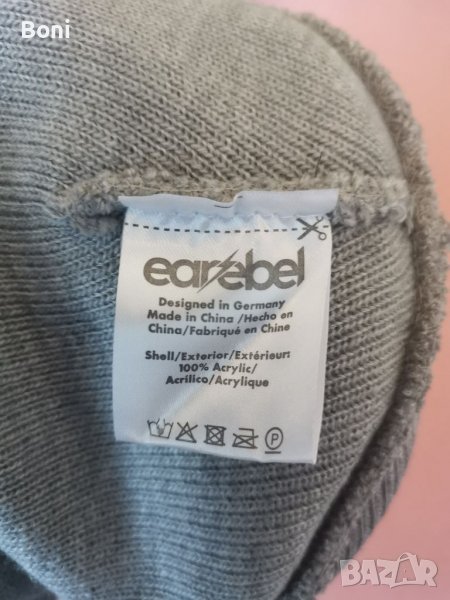 Boni
earebel
Designed in Germany
Made in China /Hecho en
China/Fabriqué en Chine
Shell/Exterior/Extérieur:
100% Acrylic/
Acrílico/Acrylique
P
BAZAR